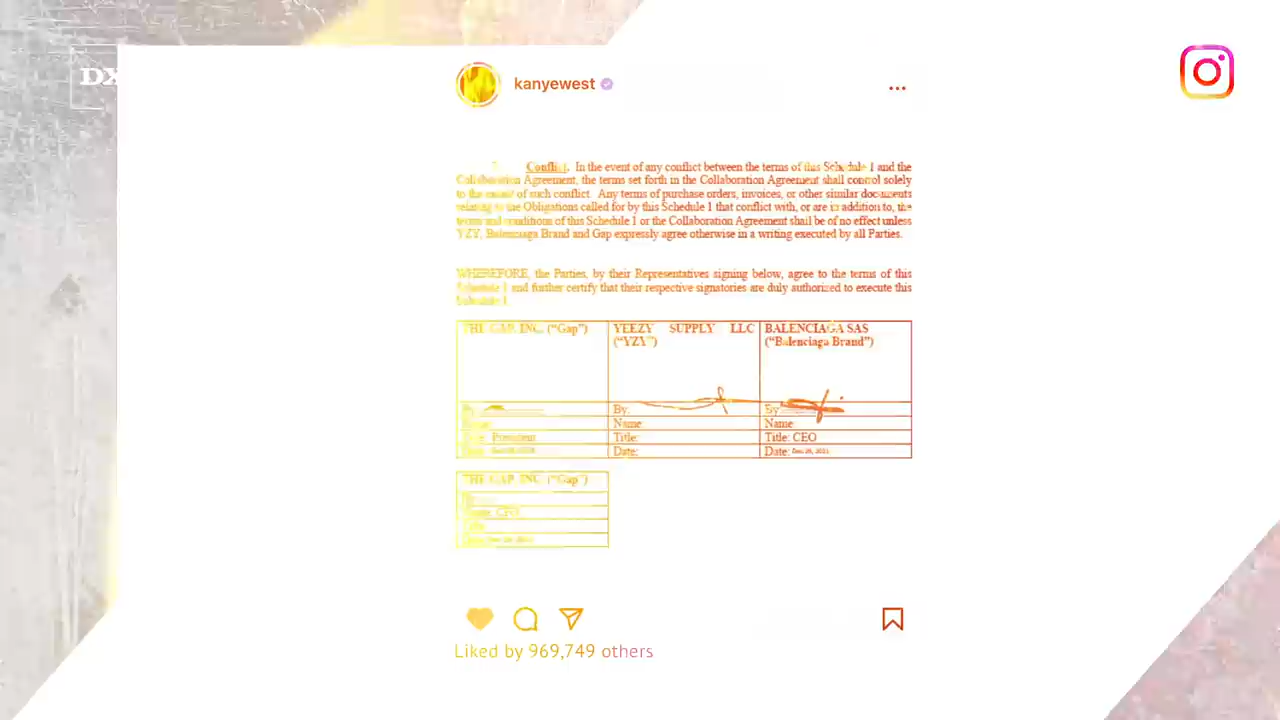 DX
kanyewest
Conflict. In the event of any conflict between the terms of this Schedule 1 and the
Collaboration Agreement, the terms set forth in the Collaboration Agreement shall control solely
to the extent of such conflict. Any terms of purchase orders, invoices, or other similar documents
relating to the Obligations called for by this Schedule 1 that conflict with, or are in addition to, the
terms and conditions of this Schedule 1 or the Collaboration Agreement shall be of no effect unless
YZY, Balenciaga Brand and Gap expressly agree otherwise in a writing executed by all Parties.
WHEREFORE, the Parties, by their Representatives signing below, agree to the terms of this
Schedule 1 and further certify that their respective signatories are duly authorized to execute this
Schedule 1.
THE GAP, INC. (“Gap”) YEEZY SUPPLY LLC BALENCIAGA SAS
(“YZY”) (“Balenciaga Brand”)
By: By: By
Name Name
President Title: Title: CEO
Date: Date:
THE GAP, INC. (“Gap”)
Liked by 969,749 others